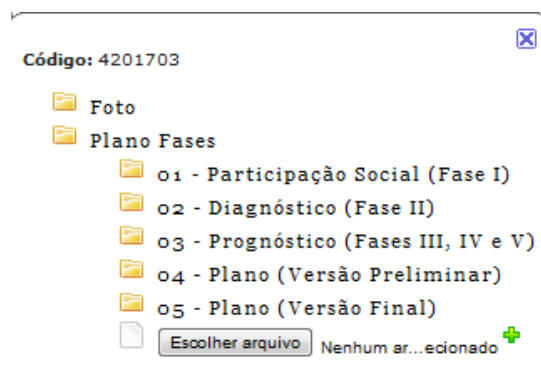 Código: 4201703
Foto
Plano Fases
01 - Participação Social (Fase I)
02 - Diagnóstico (Fase II)
03 - Prognóstico (Fases III, IV e V)
04 - Plano (Versão Preliminar)
05 - Plano (Versão Final)
Escolher arquivo Nenhum ar...ecionado